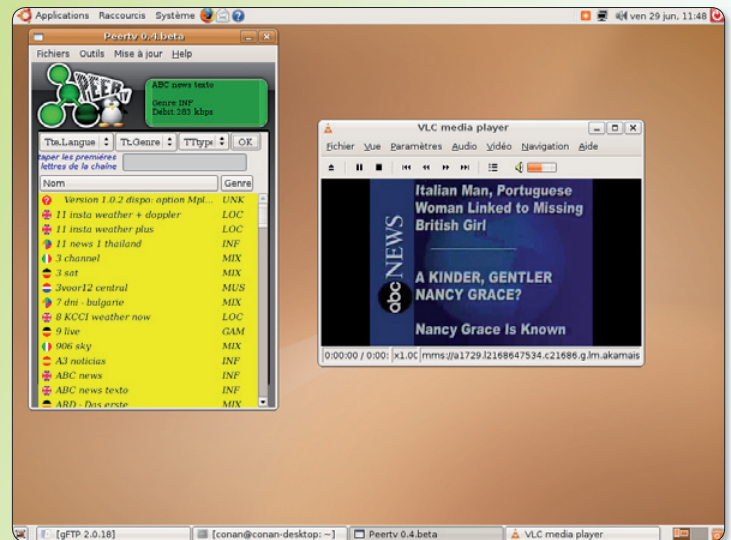 Applications Raccourcis Système
ven 29 jun, 11:48
Peertv 0.4.beta
Fichiers Outils Mise à jour Help
PEER TV
ABC news texto
Genre INF
Debit 283 kbps
Tte.Langue Tt.Genre TTtype OK
taper les premières
lettres de la chaîne
Nom Genre
Version 1.0.2 dispo: option Mpl... UNK
11 insta weather + doppler LOC
11 insta weather plus LOC
11 news 1 thailand INF
3 channel MIX
3 sat MIX
3voor12 central MUS
7 dni - bulgarie MIX
8 KCCI weather now LOC
9 live GAM
906 sky MIX
A3 noticias INF
ABC news INF
ABC news texto INF
ARD - Das erste MIX
VLC media player
Fichier Vue Paramètres Audio Vidéo Navigation Aide
abc NEWS
Italian Man, Portuguese
Woman Linked to Missing
British Girl
A KINDER, GENTLER
NANCY GRACE?
Nancy Grace Is Known
0:00:00 / 0:00: x1.00 mms://a1729.l2168647534.c21686.g.lm.akamais
[gFTP 2.0.18] [conan@conan-desktop: ~] Peertv 0.4.beta VLC media player